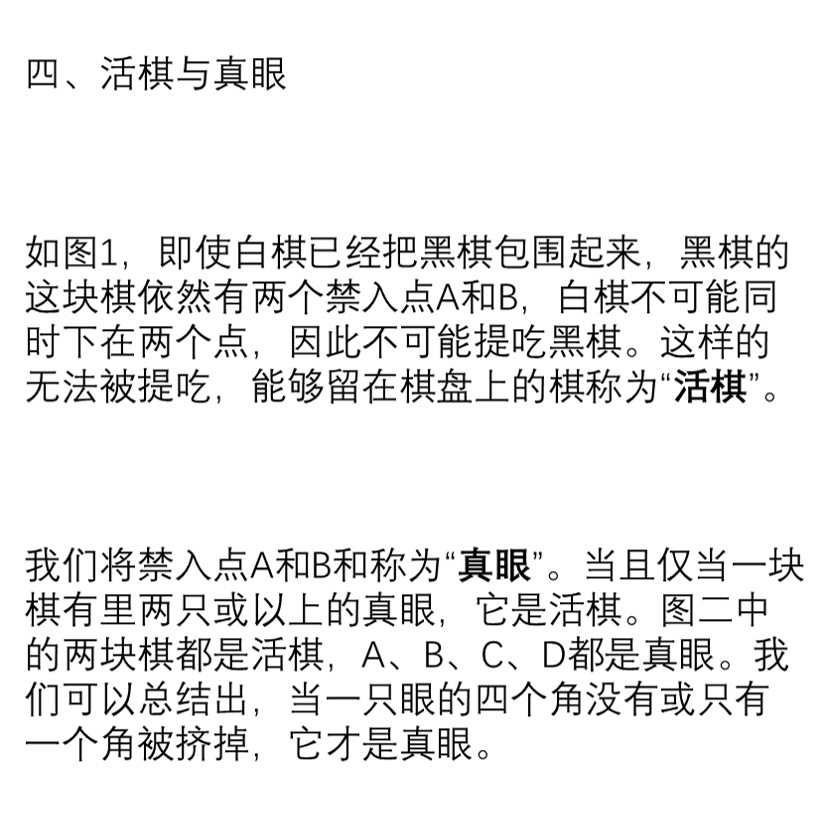 四、活棋与真眼
如图1，即使白棋已经把黑棋包围起来，黑棋的
这块棋依然有两个禁入点A和B，白棋不可能同
时下在两个点，因此不可能提吃黑棋。这样的
无法被提吃，能够留在棋盘上的棋称为“活棋”。
我们将禁入点A和B和称为“真眼”。当且仅当一块
棋有里两只或以上的真眼，它是活棋。图二中
的两块棋都是活棋，A、B、C、D都是真眼。我
们可以总结出，当一只眼的四个角没有或只有
一个角被挤掉，它才是真眼。